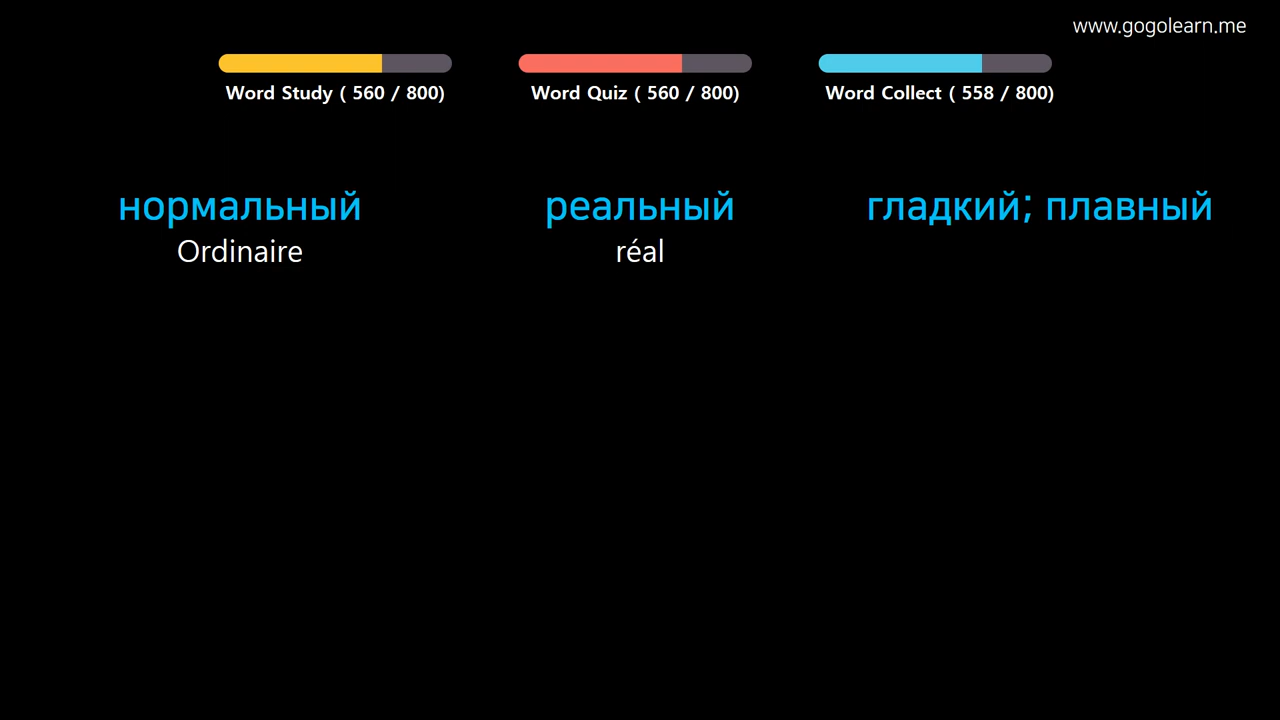 www.gogolearn.me
Word Study ( 560 / 800)
Word Quiz ( 560 / 800)
Word Collect ( 558 / 800)
нормальный
реальный
гладкий; плавный
Ordinaire
réal